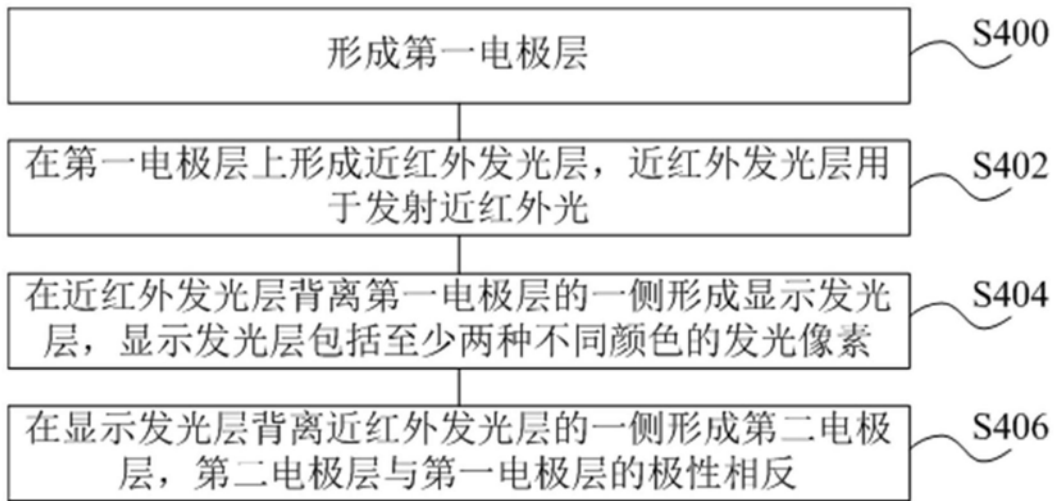 形成第一电极层
S400
在第一电极层上形成近红外发光层，近红外发光层用
于发射近红外光
S402
在近红外发光层背离第一电极层的一侧形成显示发光
层，显示发光层包括至少两种不同颜色的发光像素
S404
在显示发光层背离近红外发光层的一侧形成第二电极
层，第二电极层与第一电极层的极性相反
S406